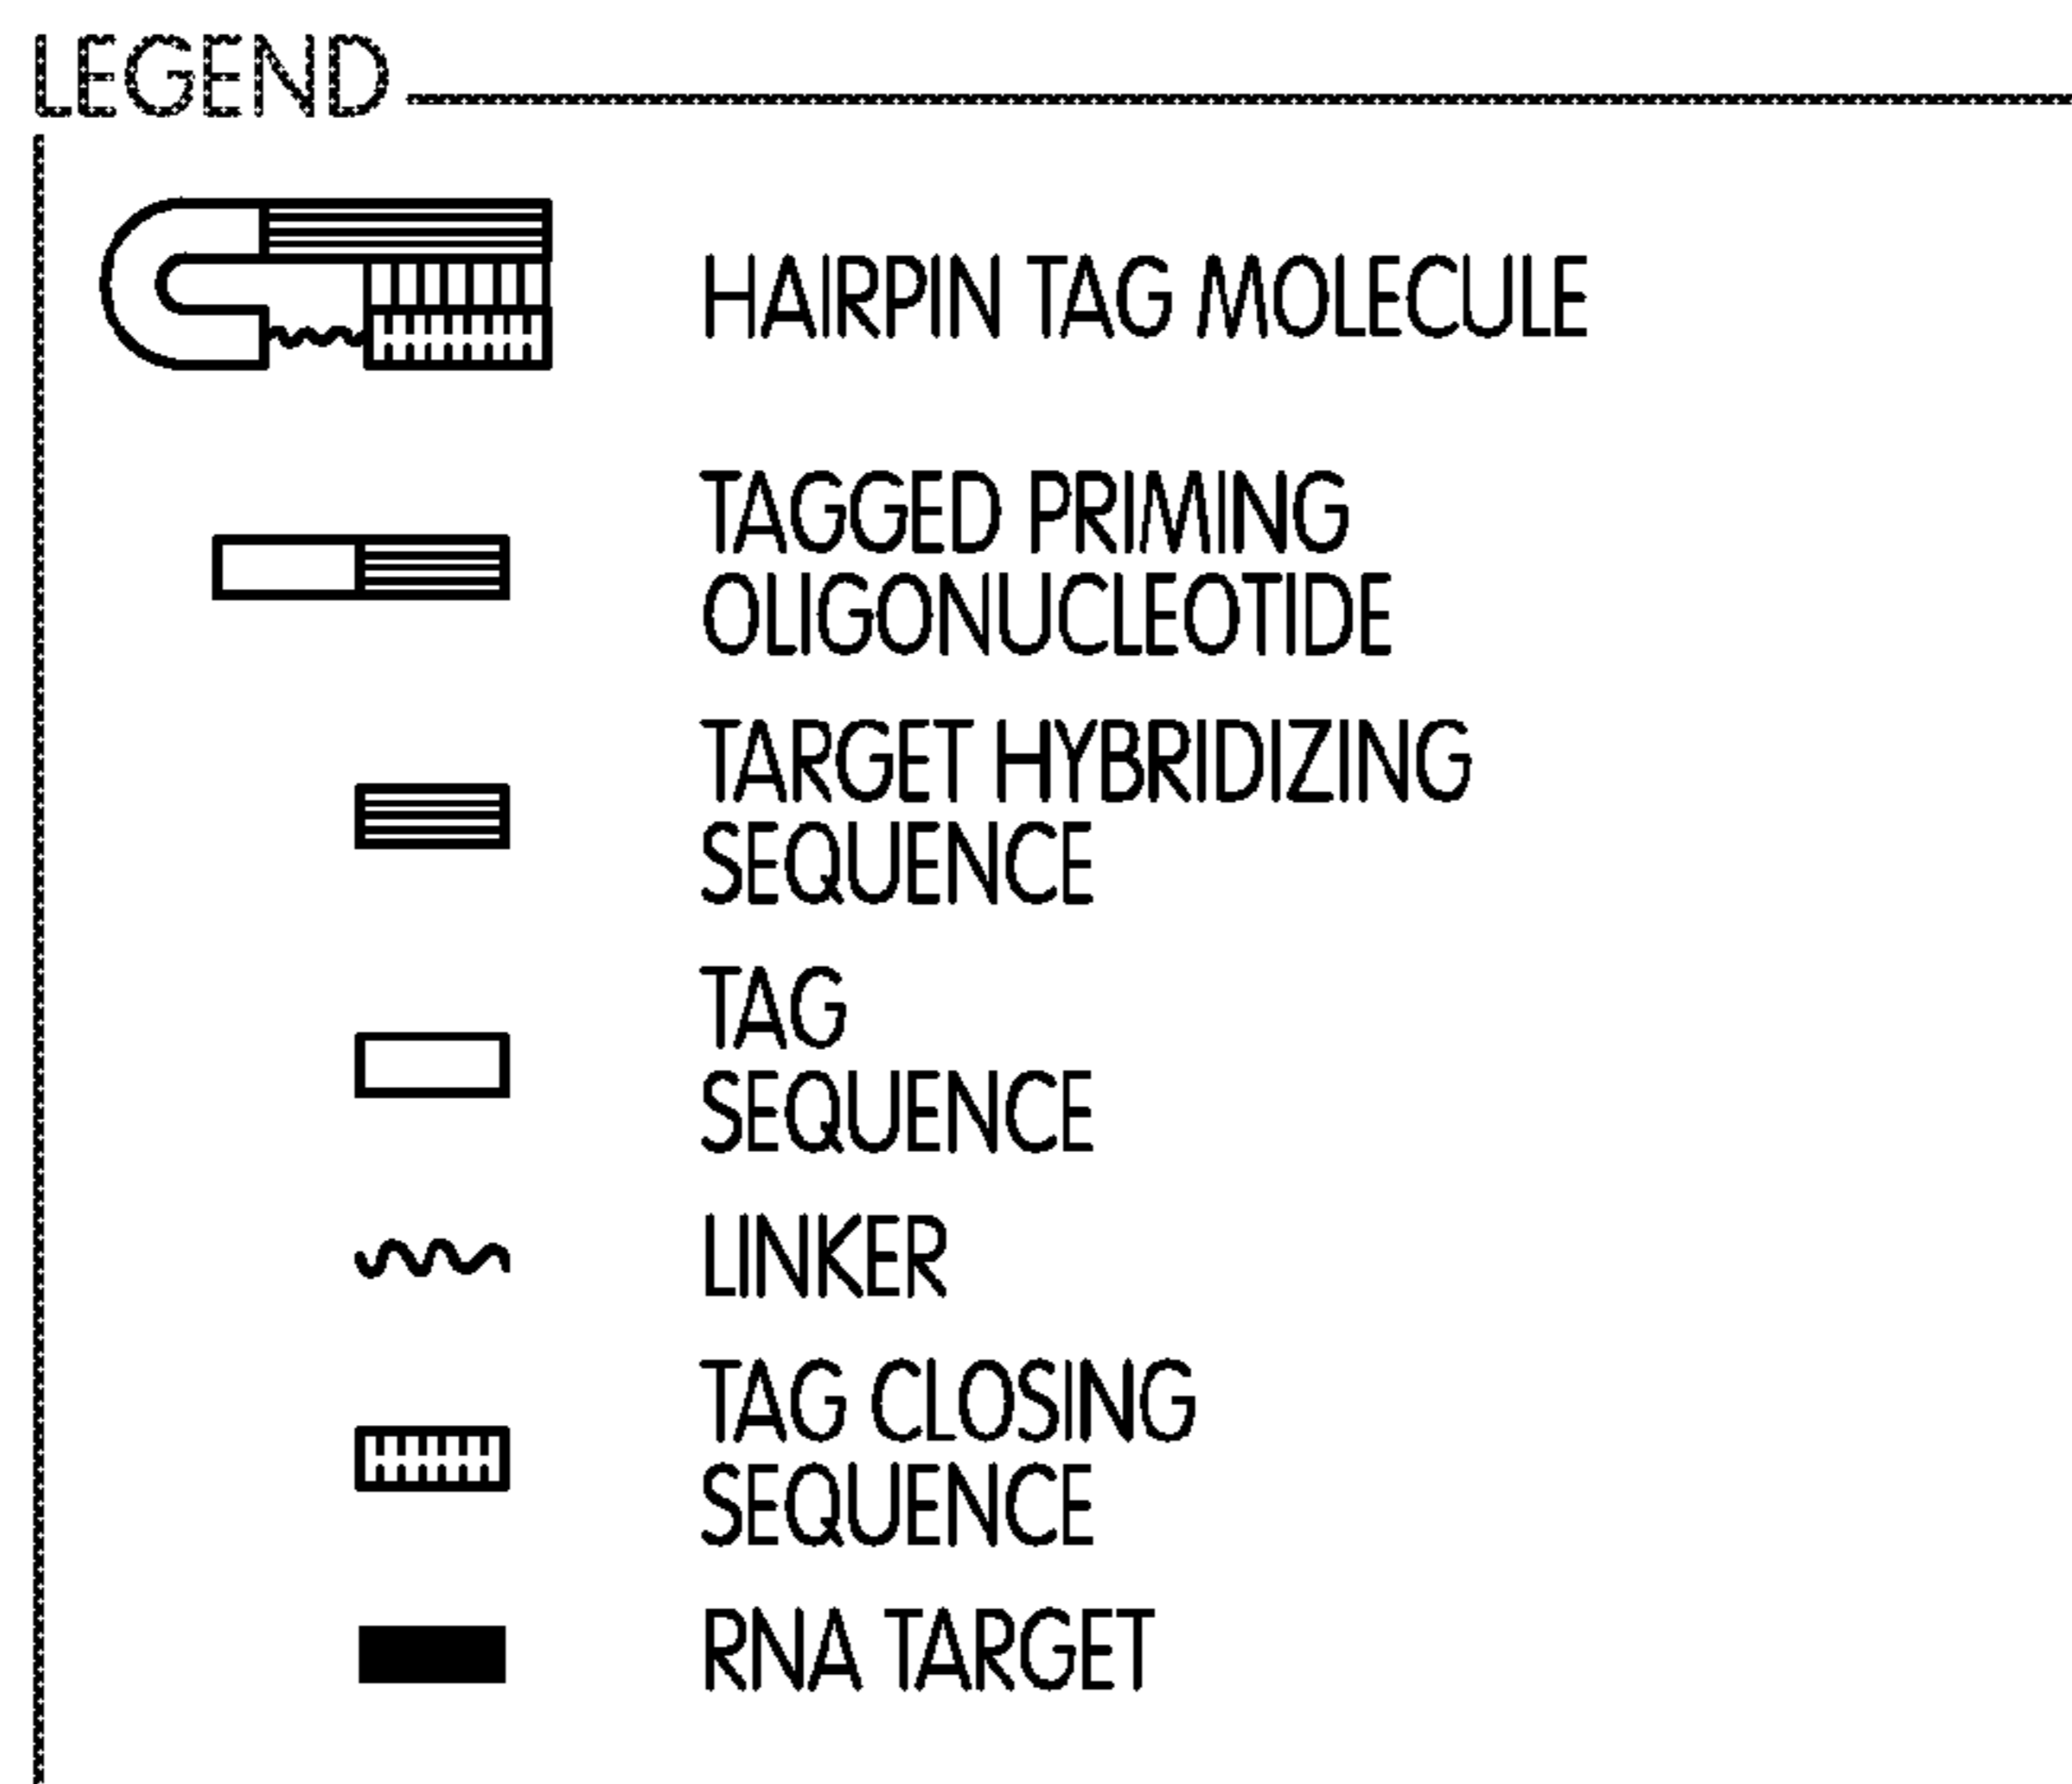 LEGEND
HAIRPIN TAG MOLECULE
TAGGED PRIMING
OLIGONUCLEOTIDE
TARGET HYBRIDIZING
SEQUENCE
TAG
SEQUENCE
LINKER
TAG CLOSING
SEQUENCE
RNA TARGET